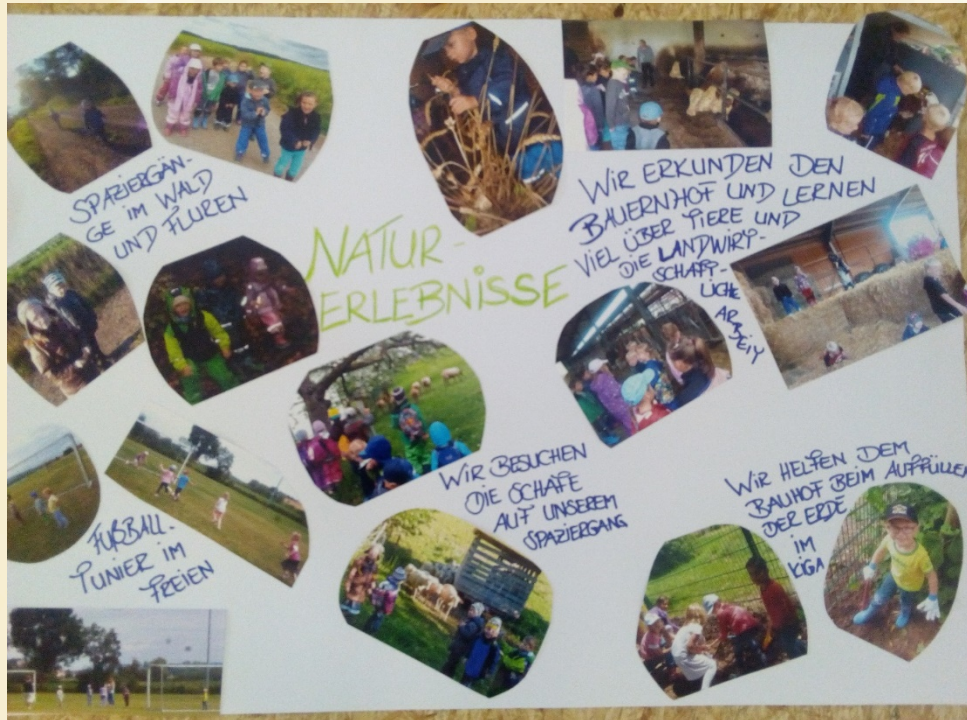 NATUR-
ERLEBNISSE
SPAZIERGÄN-
GE IM WALD
UND FLUREN
WIR ERKUNDEN DEN
BAUERNHOF UND LERNEN
VIEL ÜBER TIERE UND
DIE LANDWIRT-
SCHAFT-
LICHE
AR-
BEIT
FUßBALL-
TUNIER IM
FREIEN
WIR BESUCHEN
DIE SCHAFE
AUF UNSEREM
SPAZIERGANG
WIR HELFEN DEM
BAUHOF BEIM AUFFÜLLEN
DER ERDE
IM
KIGA